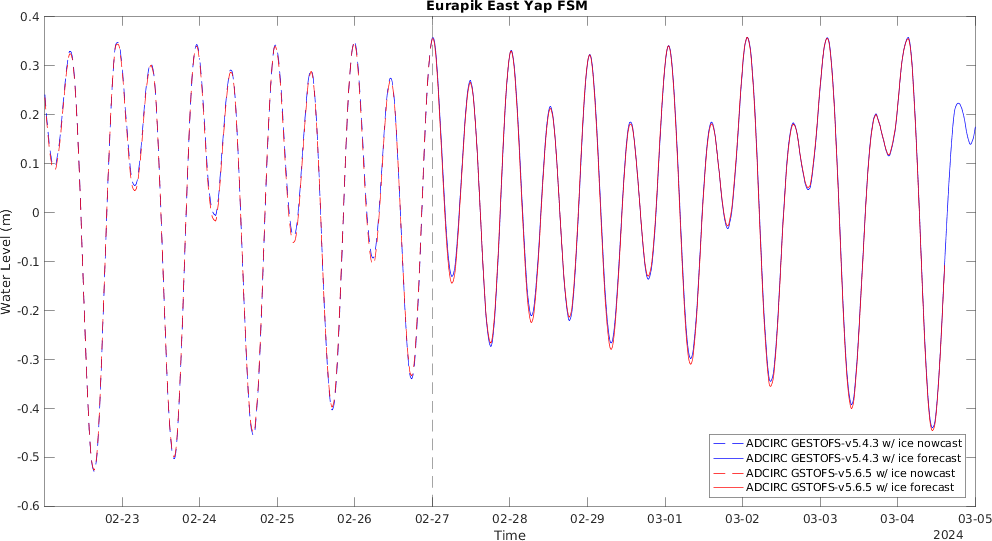 Eurapik East Yap FSM
0.4
0.3
0.2
0.1
0
-0.1
-0.2
-0.3
-0.4
-0.5
-0.6
Water Level (m)
ADCIRC GESTOFS-v5.4.3 w/ ice nowcast
ADCIRC GESTOFS-v5.4.3 w/ ice forecast
ADCIRC GSTOFS-v5.6.5 w/ ice nowcast
ADCIRC GSTOFS-v5.6.5 w/ ice forecast
02-23 02-24 02-25 02-26 02-27 02-28 02-29 03-01 03-02 03-03 03-04 03-05
Time
2024